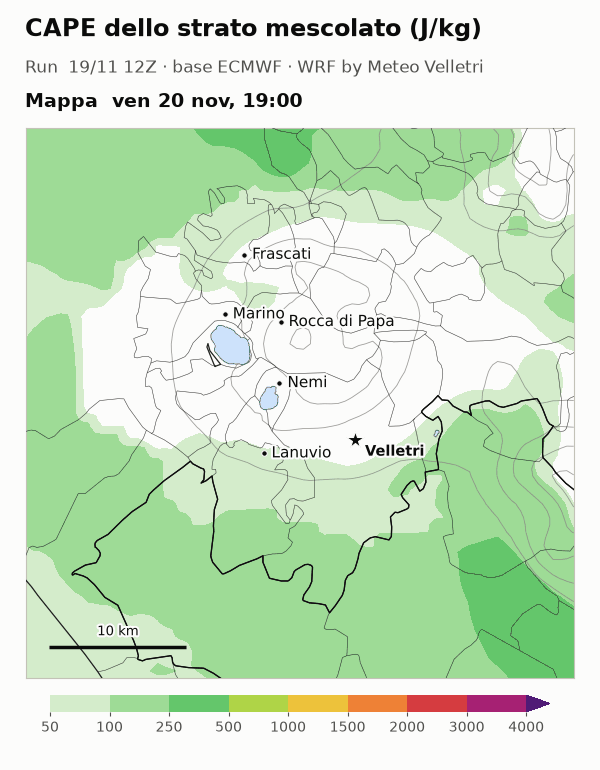 CAPE dello strato mescolato (J/kg)
Run  19/11 12Z · base ECMWF · WRF by Meteo Velletri
Mappa  ven 20 nov, 19:00
Frascati
Marino
Rocca di Papa
Nemi
Velletri
Lanuvio
10 km
50 100 250 500 1000 1500 2000 3000 4000